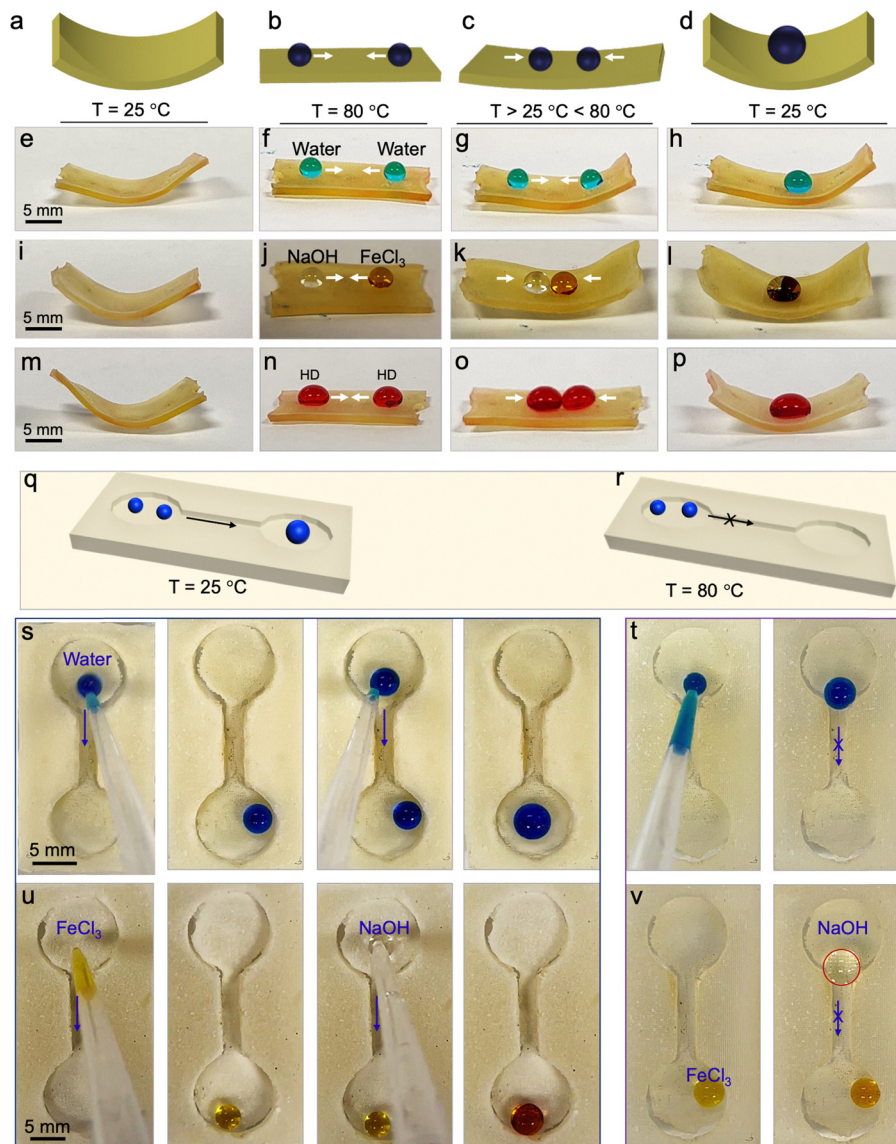 a
b
c
d
T = 25 °C
T = 80 °C
T > 25 °C < 80 °C
T = 25 °C
e
5 mm
f
Water Water
g
h
i
5 mm
j
NaOH FeCl₃
k
l
m
5 mm
n
HD HD
o
p
q
T = 25 °C
r
T = 80 °C
s
Water
5 mm
t
u
FeCl₃
5 mm
NaOH
v
FeCl₃
NaOH